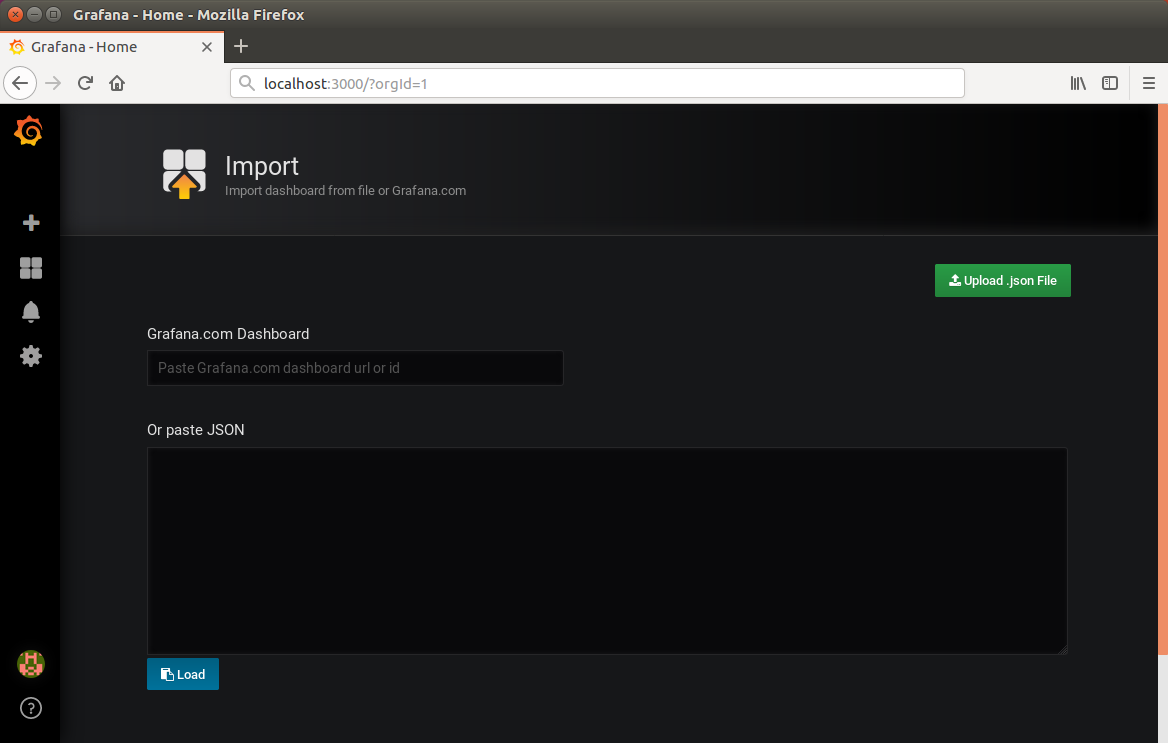 Grafana - Home - Mozilla Firefox
Grafana - Home
localhost:3000/?orgId=1
Import
Import dashboard from file or Grafana.com
Upload .json File
Grafana.com Dashboard
Paste Grafana.com dashboard url or id
Or paste JSON
Load